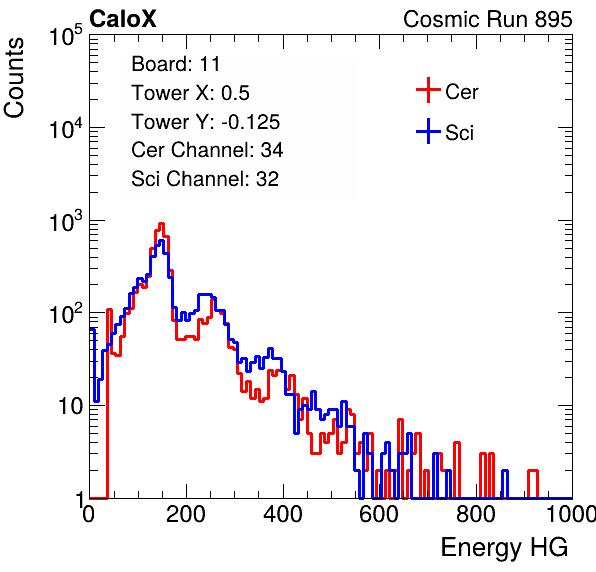 CaloX
Cosmic Run 895
Counts
10^5
10^4
10^3
10^2
10
1
Board: 11
Tower X: 0.5
Tower Y: -0.125
Cer Channel: 34
Sci Channel: 32
Cer
Sci
0 200 400 600 800 1000
Energy HG